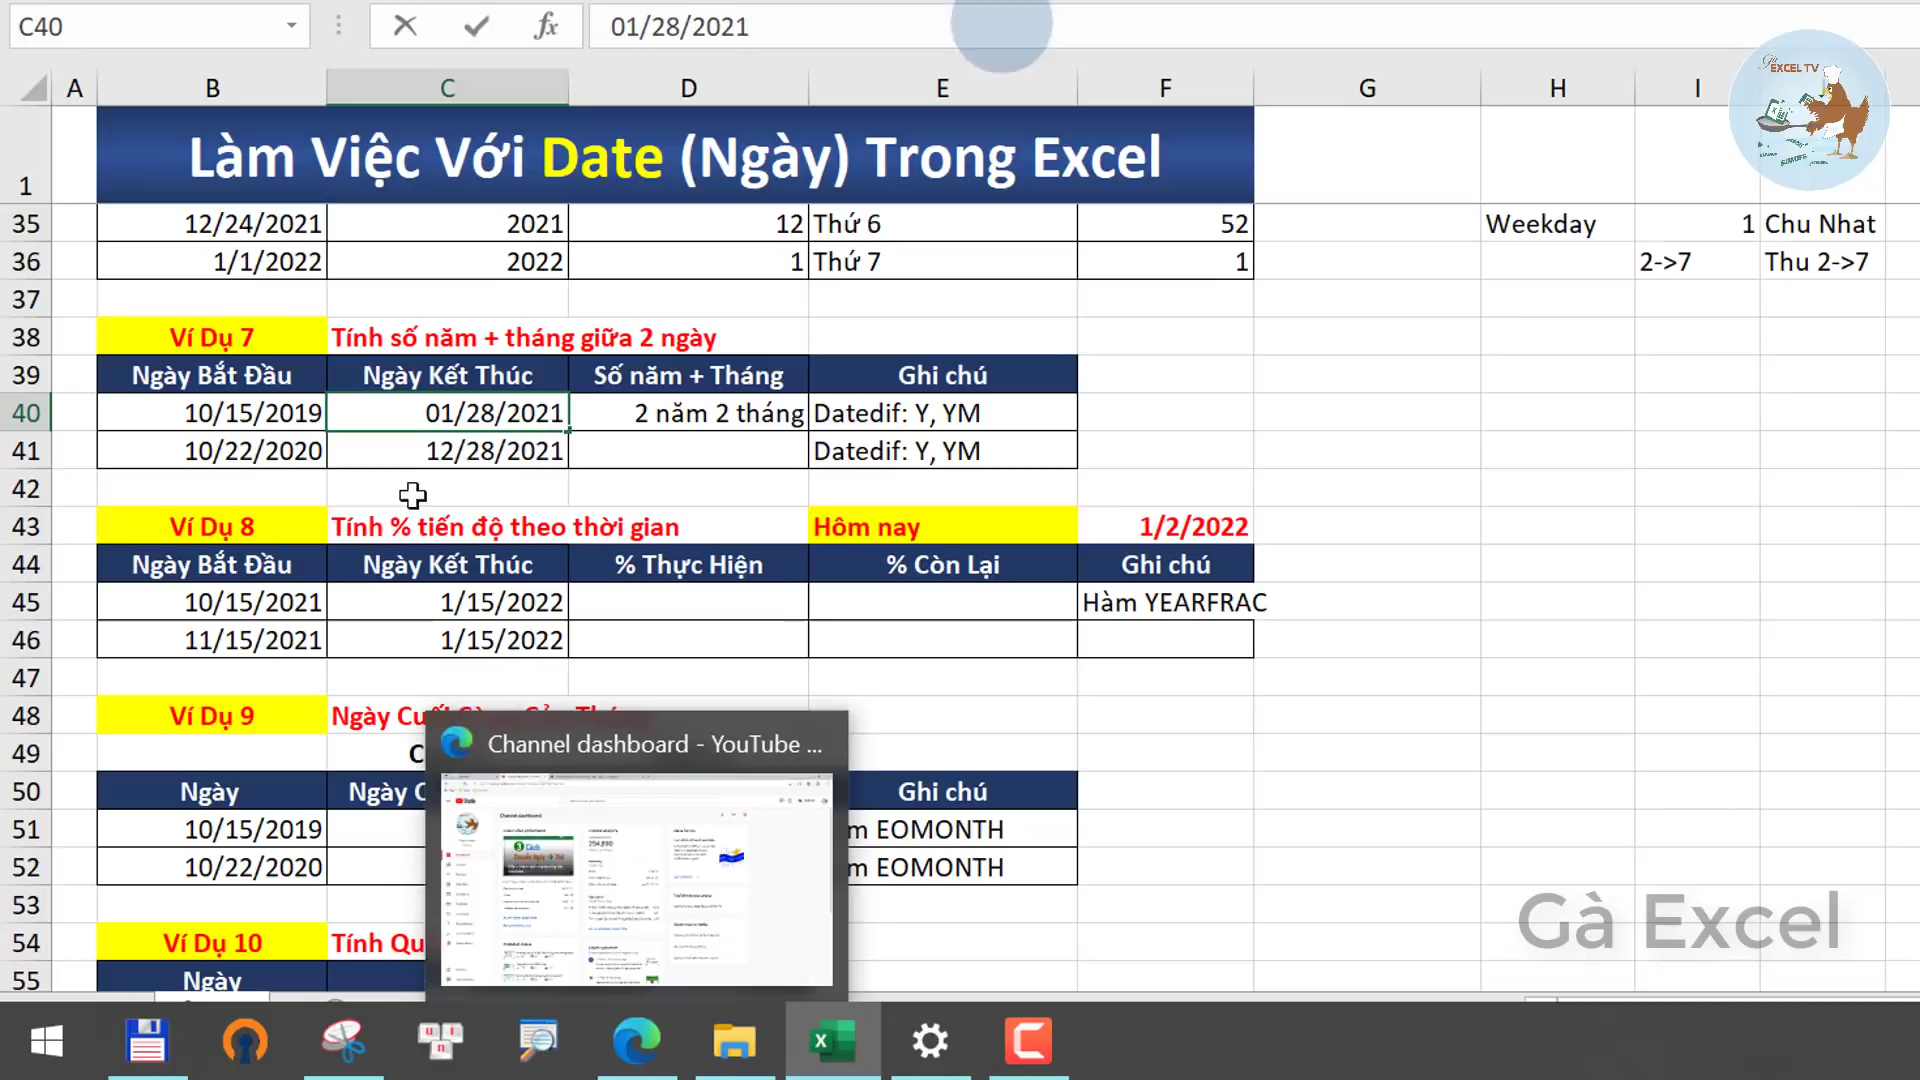 C40 fx 01/28/2021
A B C D E F G H I
EXCEL TV
1 Làm Việc Với Date (Ngày) Trong Excel
35 12/24/2021 2021 12 Thứ 6 52 Weekday 1 Chu Nhat
36 1/1/2022 2022 1 Thứ 7 1 2->7 Thu 2->7
37
38 Ví Dụ 7 Tính số năm + tháng giữa 2 ngày
39 Ngày Bắt Đầu Ngày Kết Thúc Số năm + Tháng Ghi chú
40 10/15/2019 01/28/2021 2 năm 2 tháng Datedif: Y, YM
41 10/22/2020 12/28/2021 Datedif: Y, YM
42
43 Ví Dụ 8 Tính % tiến độ theo thời gian Hôm nay 1/2/2022
44 Ngày Bắt Đầu Ngày Kết Thúc % Thực Hiện % Còn Lại Ghi chú
45 10/15/2021 1/15/2022 Hàm YEARFRAC
46 11/15/2021 1/15/2022
47
48 Ví Dụ 9 Ngày
Channel dashboard - YouTube ...
49 C
50 Ngày Ngày C Ghi chú
51 10/15/2019 m EOMONTH
52 10/22/2020 m EOMONTH
53
54 Ví Dụ 10 Tính Qu
55 Ngày
Channel dashboard
3 Cách
Gà Excel